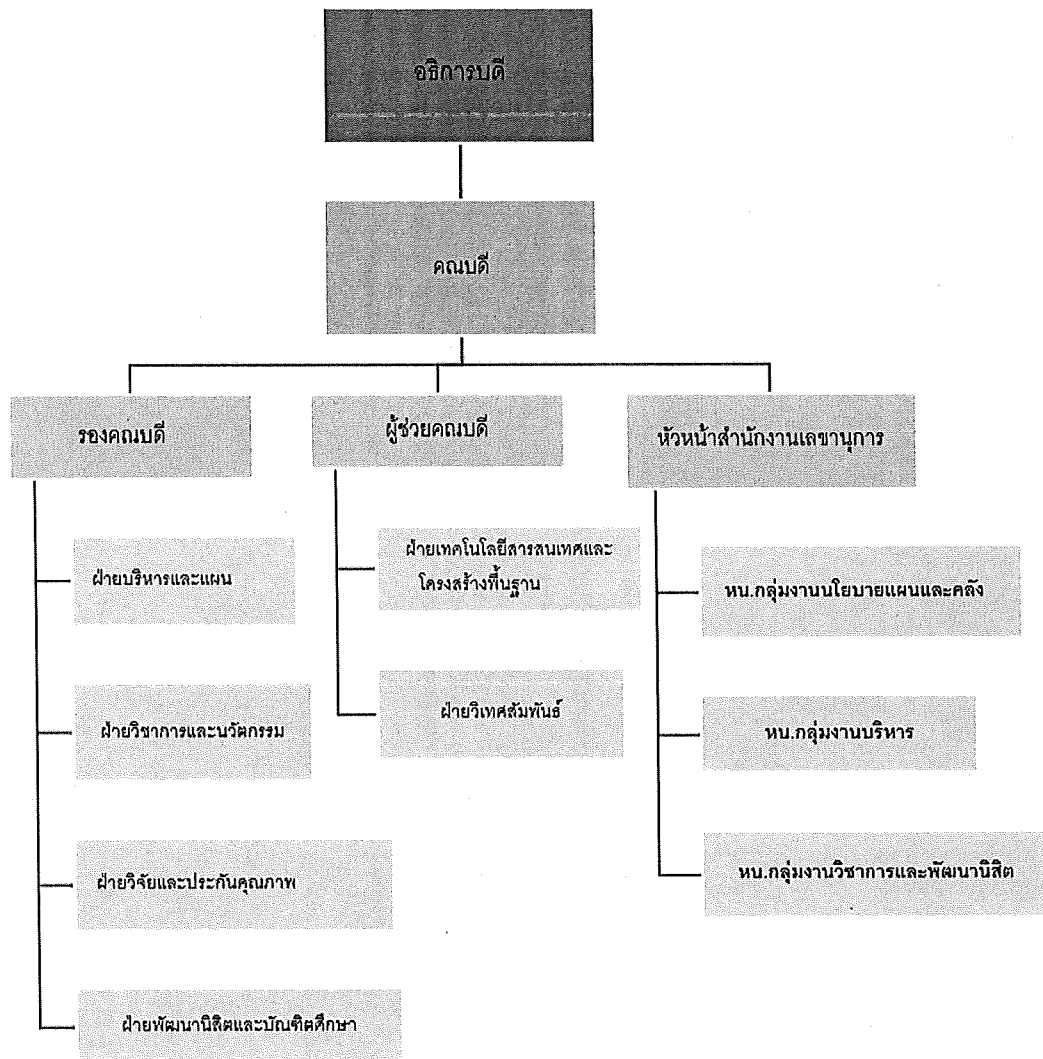 อธิการบดี
คณบดี
รองคณบดี
ผู้ช่วยคณบดี
หัวหน้าสำนักงานเลขานุการ
ฝ่ายบริหารและแผน
ฝ่ายวิชาการและนวัตกรรม
ฝ่ายวิจัยและประกันคุณภาพ
ฝ่ายพัฒนานิสิตและบัณฑิตศึกษา
ฝ่ายเทคโนโลยีสารสนเทศและ
โครงสร้างพื้นฐาน
ฝ่ายวิเทศสัมพันธ์
หน.กลุ่มงานนโยบายแผนและคลัง
หน.กลุ่มงานบริหาร
หน.กลุ่มงานวิชาการและพัฒนานิสิต